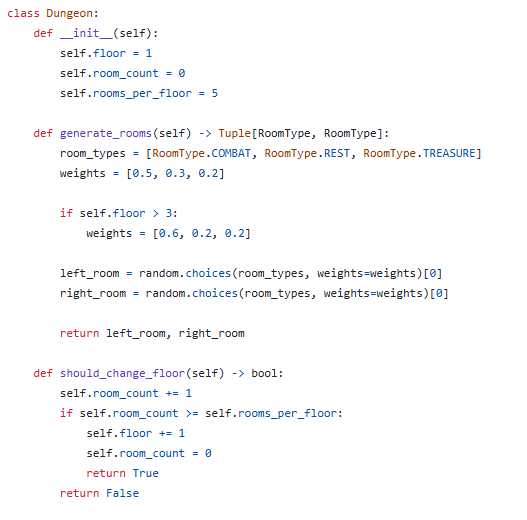 class Dungeon:
    def __init__(self):
        self.floor = 1
        self.room_count = 0
        self.rooms_per_floor = 5

    def generate_rooms(self) -> Tuple[RoomType, RoomType]:
        room_types = [RoomType.COMBAT, RoomType.REST, RoomType.TREASURE]
        weights = [0.5, 0.3, 0.2]

        if self.floor > 3:
            weights = [0.6, 0.2, 0.2]

        left_room = random.choices(room_types, weights=weights)[0]
        right_room = random.choices(room_types, weights=weights)[0]

        return left_room, right_room

    def should_change_floor(self) -> bool:
        self.room_count += 1
        if self.room_count >= self.rooms_per_floor:
            self.floor += 1
            self.room_count = 0
            return True
        return False